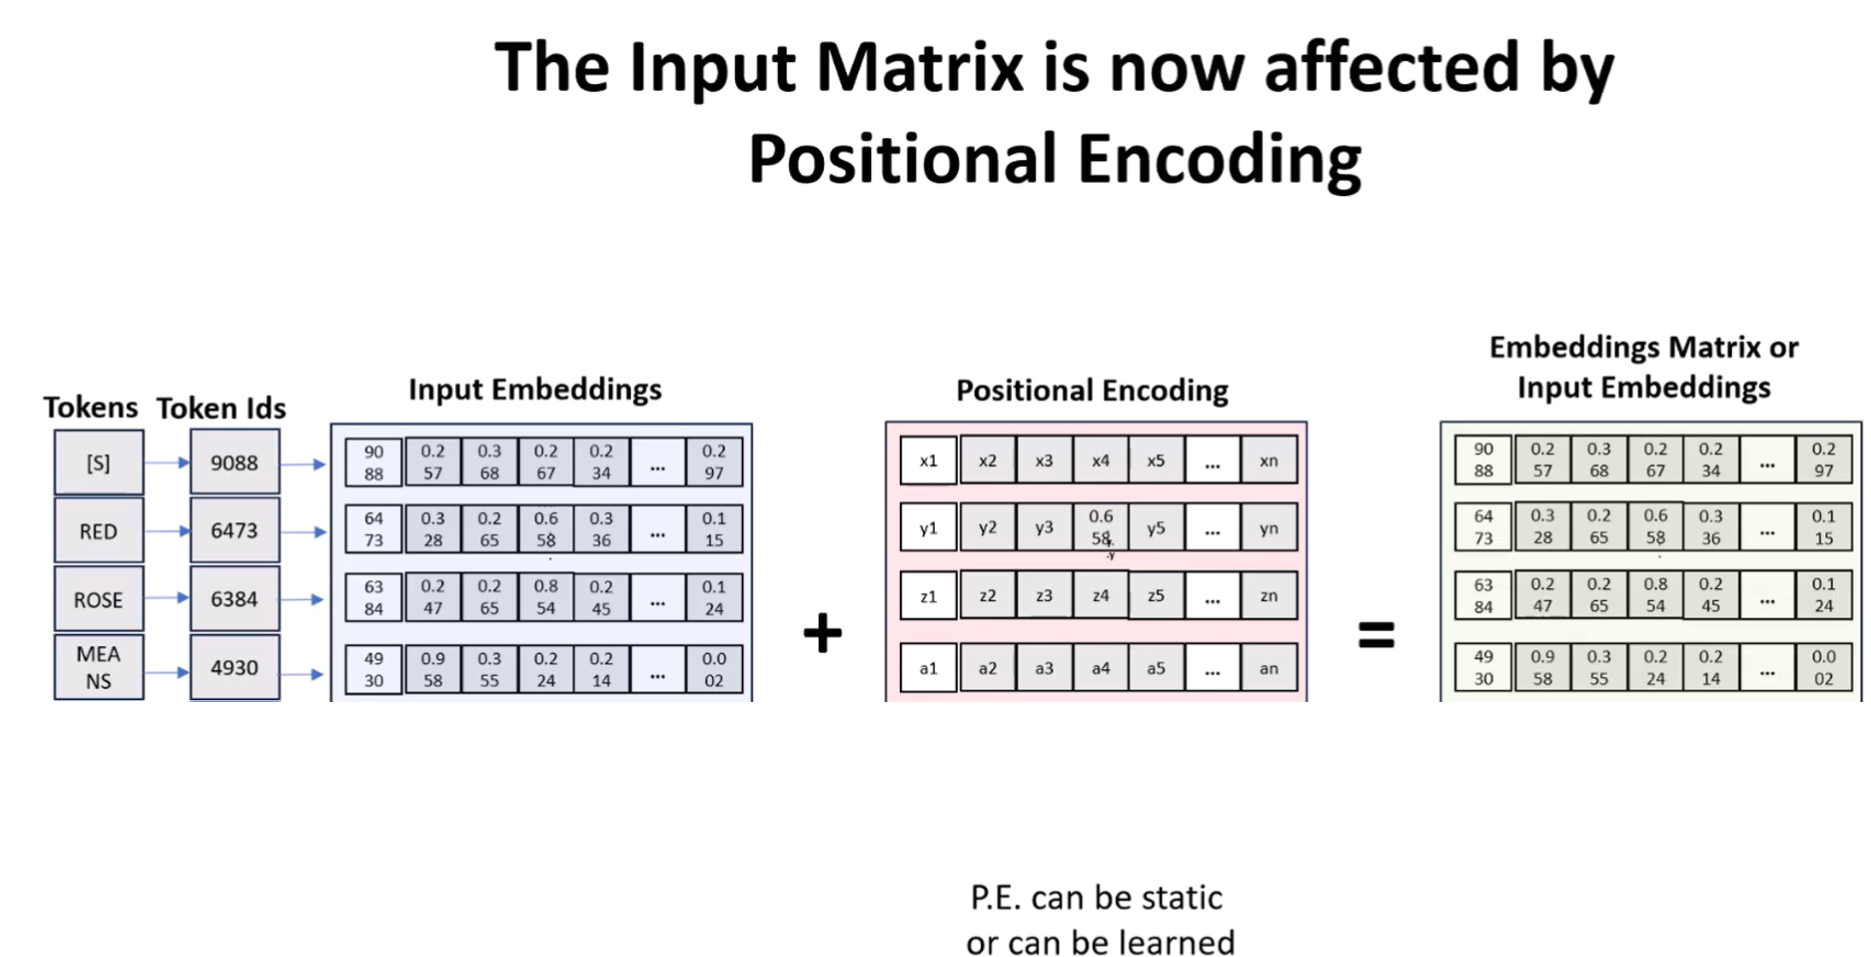 The Input Matrix is now affected by
Positional Encoding
Tokens Token Ids
Input Embeddings
Positional Encoding
Embeddings Matrix or
Input Embeddings
[S] 9088
90 0.2 0.3 0.2 0.2 0.2
88 57 68 67 34 ... 97
x1 x2 x3 x4 x5 ... xn
90 0.2 0.3 0.2 0.2 0.2
88 57 68 67 34 ... 97
RED 6473
64 0.3 0.2 0.6 0.3 0.1
73 28 65 58 36 ... 15
0.6
y1 y2 y3 58 y5 ... yn
64 0.3 0.2 0.6 0.3 0.1
73 28 65 58 36 ... 15
ROSE 6384
63 0.2 0.2 0.8 0.2 0.1
84 47 65 54 45 ... 24
z1 z2 z3 z4 z5 ... zn
63 0.2 0.2 0.8 0.2 0.1
84 47 65 54 45 ... 24
MEA
NS 4930
49 0.9 0.3 0.2 0.2 0.0
30 58 55 24 14 ... 02
a1 a2 a3 a4 a5 ... an
49 0.9 0.3 0.2 0.2 0.0
30 58 55 24 14 ... 02
+
=
P.E. can be static
or can be learned